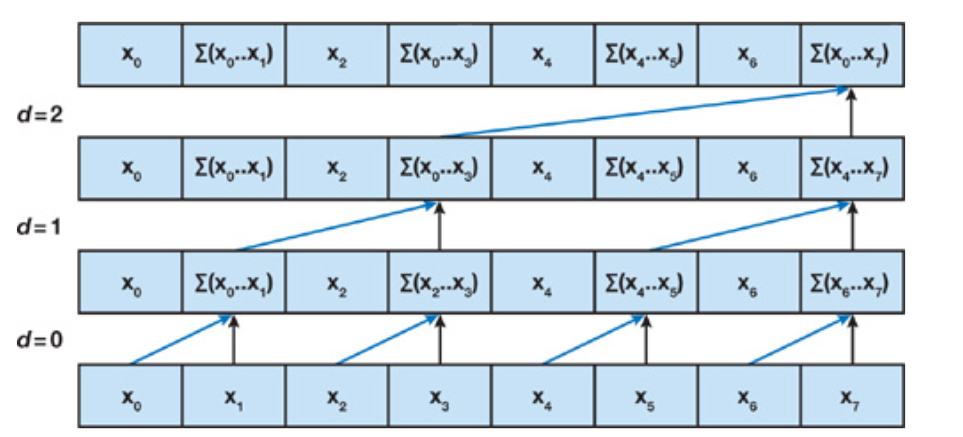 x₀ Σ(x₀..x₁) x₂ Σ(x₀..x₃) x₄ Σ(x₄..x₅) x₆ Σ(x₀..x₇)
d=2
x₀ Σ(x₀..x₁) x₂ Σ(x₀..x₃) x₄ Σ(x₄..x₅) x₆ Σ(x₄..x₇)
d=1
x₀ Σ(x₀..x₁) x₂ Σ(x₂..x₃) x₄ Σ(x₄..x₅) x₆ Σ(x₆..x₇)
d=0
x₀ x₁ x₂ x₃ x₄ x₅ x₆ x₇